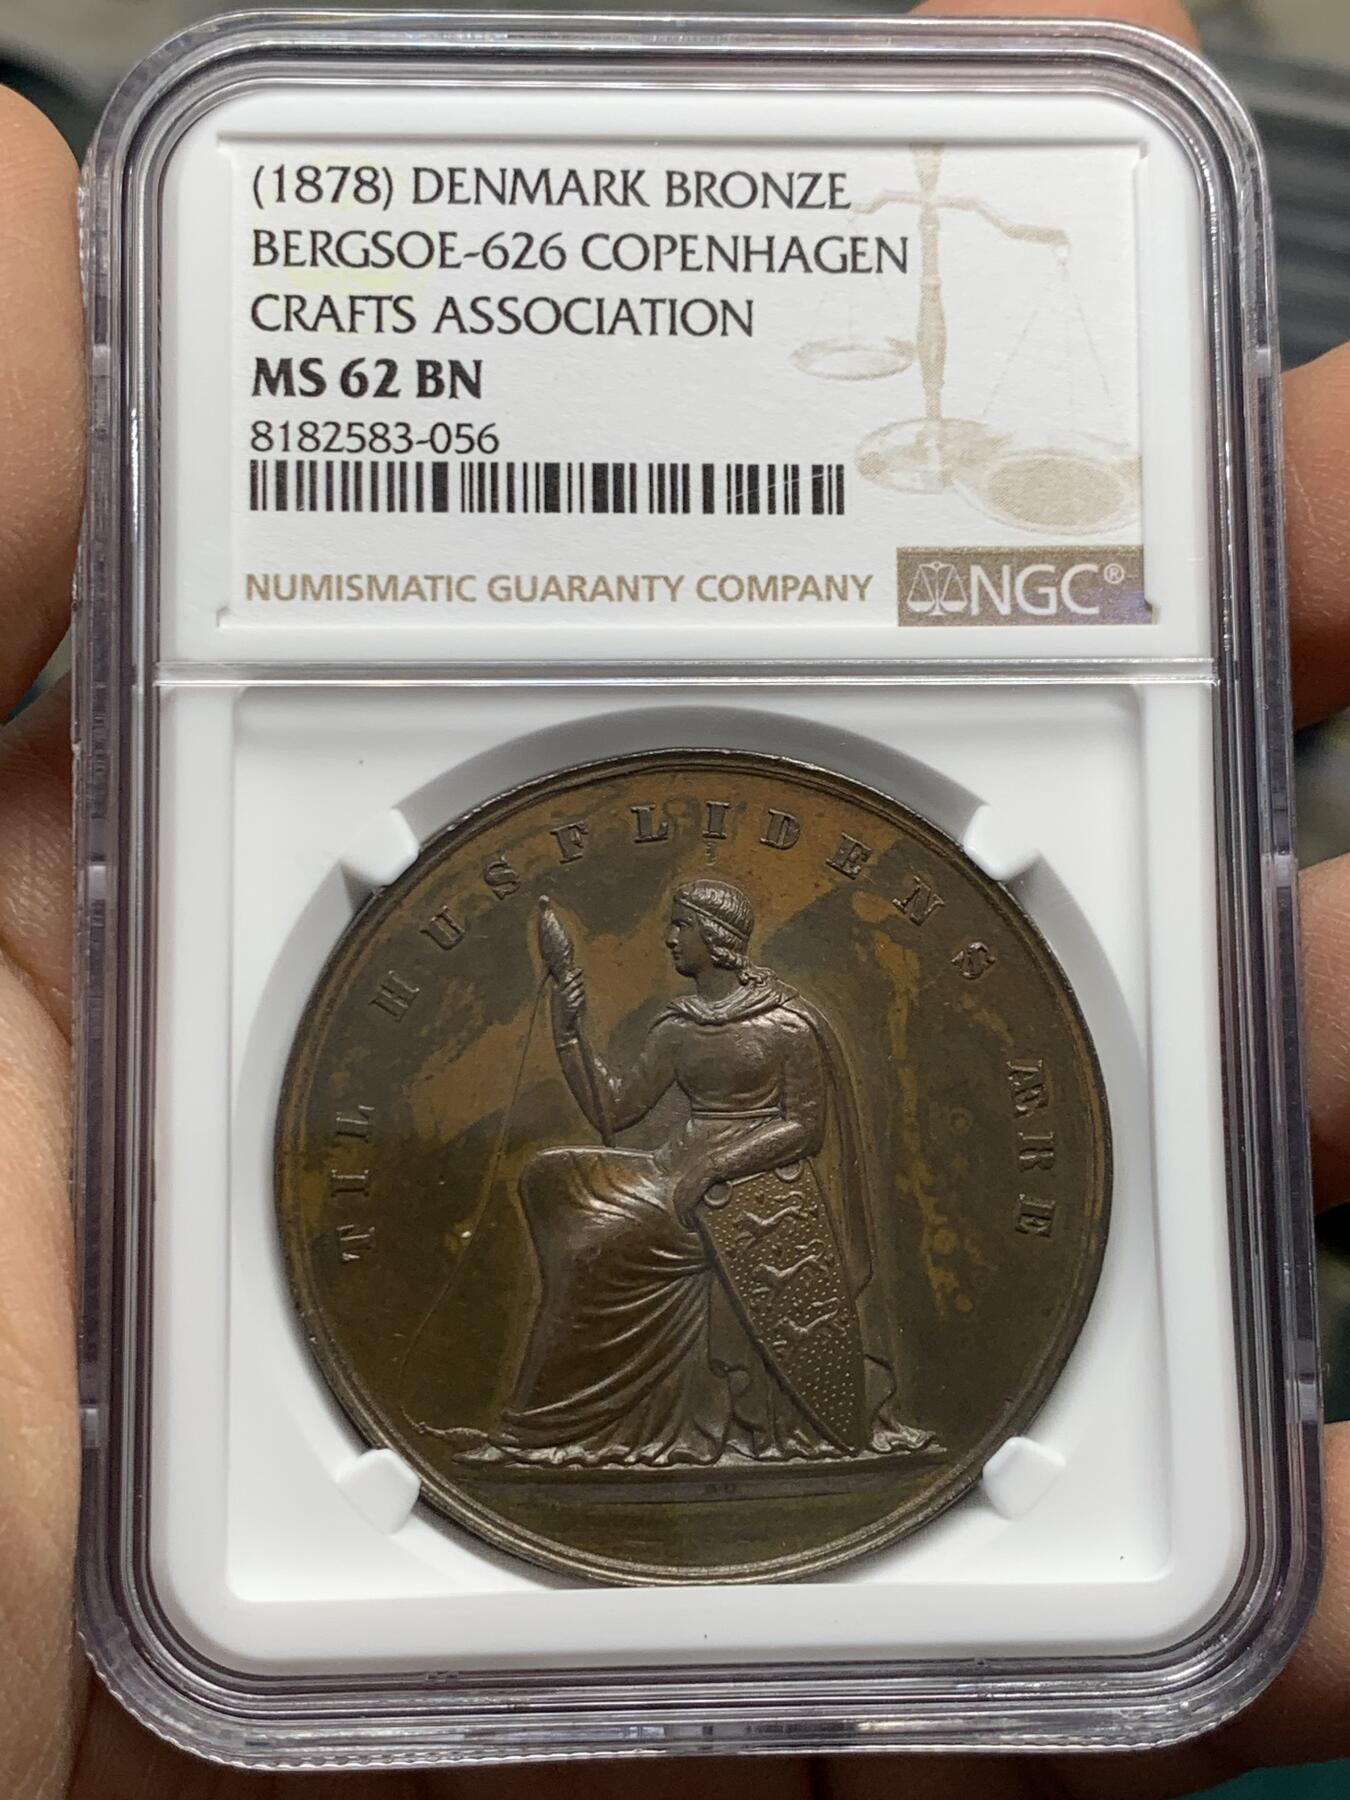 (1878) DENMARK BRONZE
BERGSOE-626 COPENHAGEN
CRAFTS ASSOCIATION
MS 62 BN
8182583-056
NUMISMATIC GUARANTY COMPANY
NGC®
TIL HUSFLIDENS ÆRE